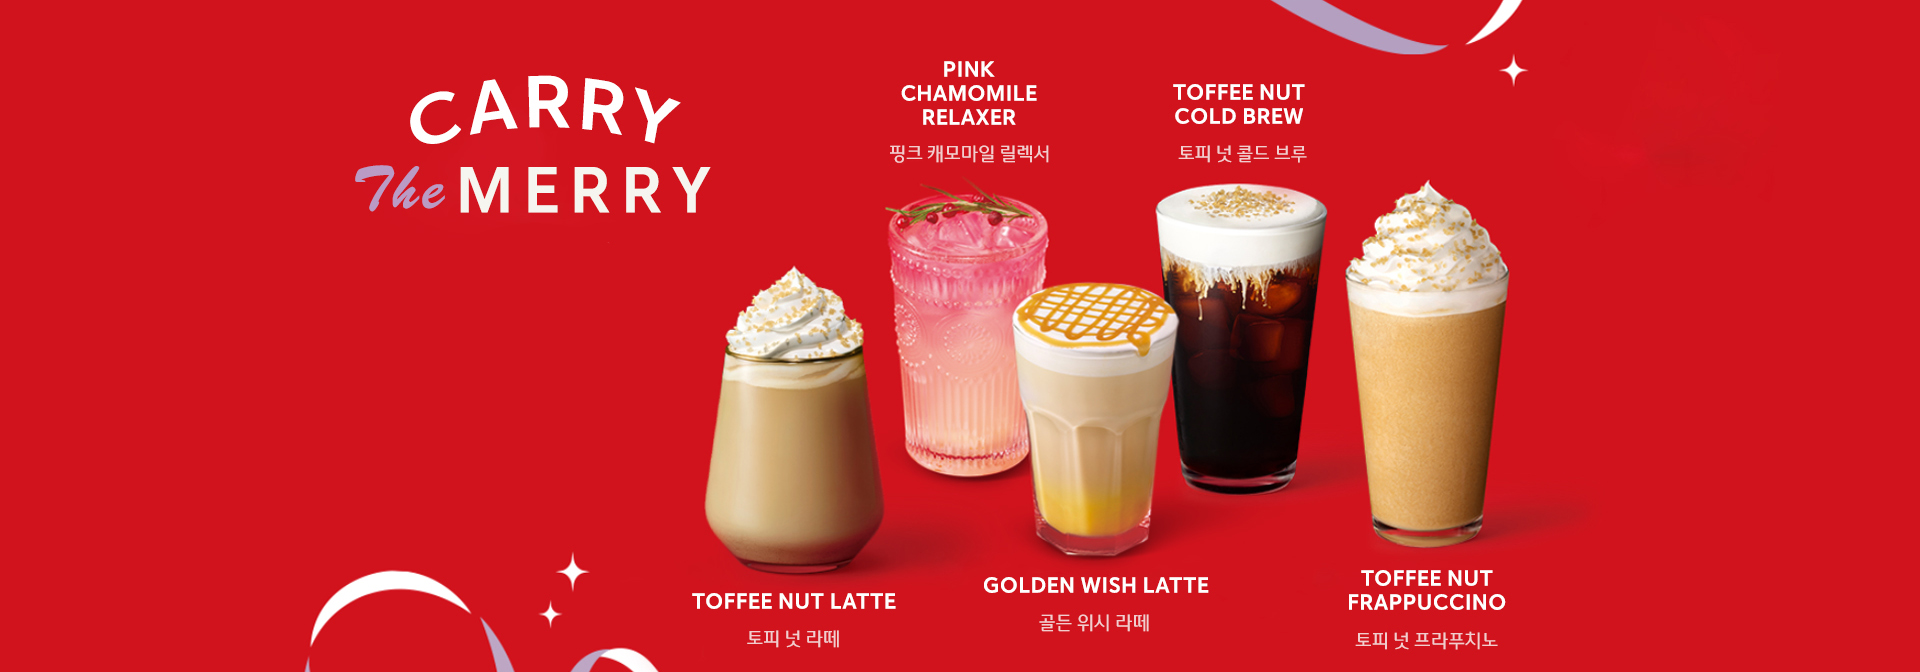 CARRY
The MERRY
PINK
CHAMOMILE
RELAXER
핑크 캐모마일 릴렉서
TOFFEE NUT
COLD BREW
토피 넛 콜드 브루
TOFFEE NUT LATTE
토피 넛 라떼
GOLDEN WISH LATTE
골든 위시 라떼
TOFFEE NUT
FRAPPUCCINO
토피 넛 프라푸치노